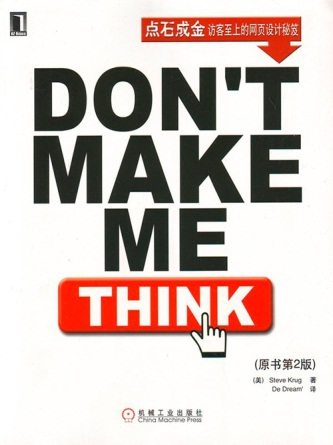 点石成金 访客至上的网页设计秘笈
DON'T
MAKE
ME
THINK
(原书第2版)
(美) Steve Krug 著
De Dream' 译
机械工业出版社
China Machine Press